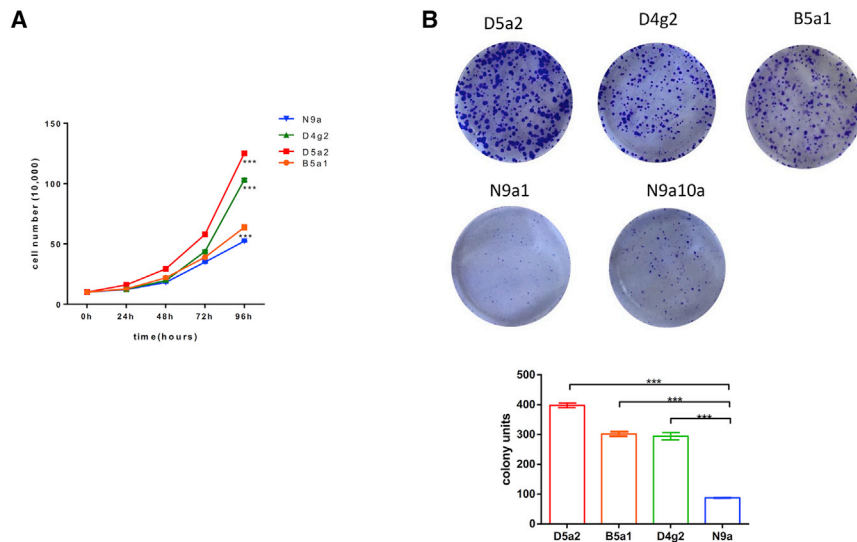 A
N9a
D4g2
D5a2
B5a1
150
100
50
0
cell number (10,000)
***
***
***
0h 24h 48h 72h 96h
time(hours)
B
D5a2 D4g2 B5a1
N9a1 N9a10a
500
400
300
200
100
0
colony units
***
***
***
D5a2 B5a1 D4g2 N9a